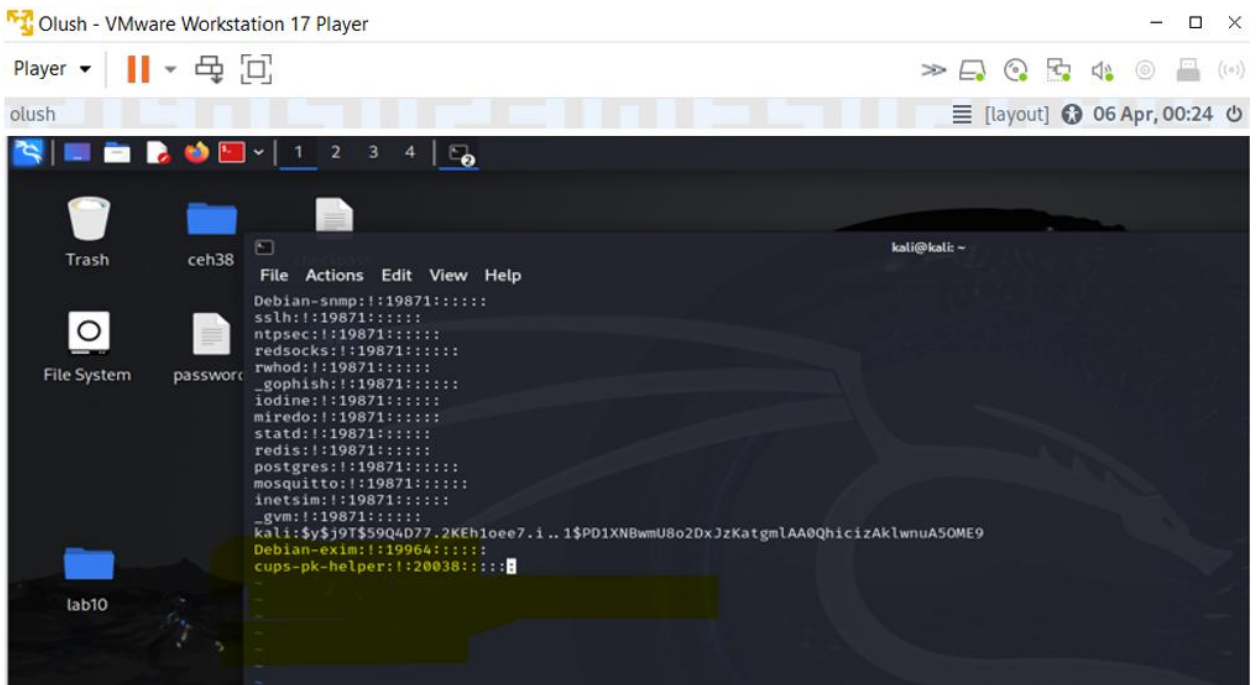 Olush - VMware Workstation 17 Player
Player
olush
[layout] 06 Apr, 00:24
1 2 3 4
2
Trash
ceh38
File System
password
lab10
kali@kali: ~
File Actions Edit View Help
Debian-snmp:!:19871::::::
sslh:!:19871::::::
ntpsec:!:19871::::::
redsocks:!:19871::::::
rwhod:!:19871::::::
_gophish:!:19871::::::
iodine:!:19871::::::
miredo:!:19871::::::
statd:!:19871::::::
redis:!:19871::::::
postgres:!:19871::::::
mosquitto:!:19871::::::
inetsim:!:19871::::::
_gvm:!:19871::::::
kali:$y$j9T$59Q4D77.2KEh1oee7.i..1$PD1XNBwmU8o2DxJzKatgmlAA0QhicizAklwnuA5OME9
Debian-exim:!:19964::::::
cups-pk-helper:!:20038::::::
~
~
~
~
~
~